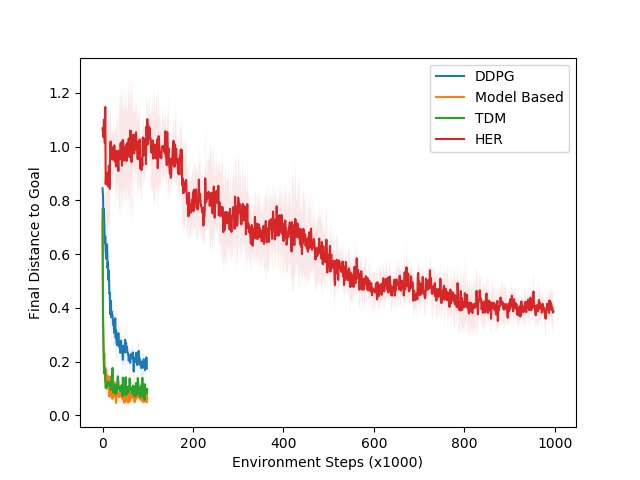 DDPG
Model Based
TDM
HER
Final Distance to Goal
1.2
1.0
0.8
0.6
0.4
0.2
0.0
0 200 400 600 800 1000
Environment Steps (x1000)